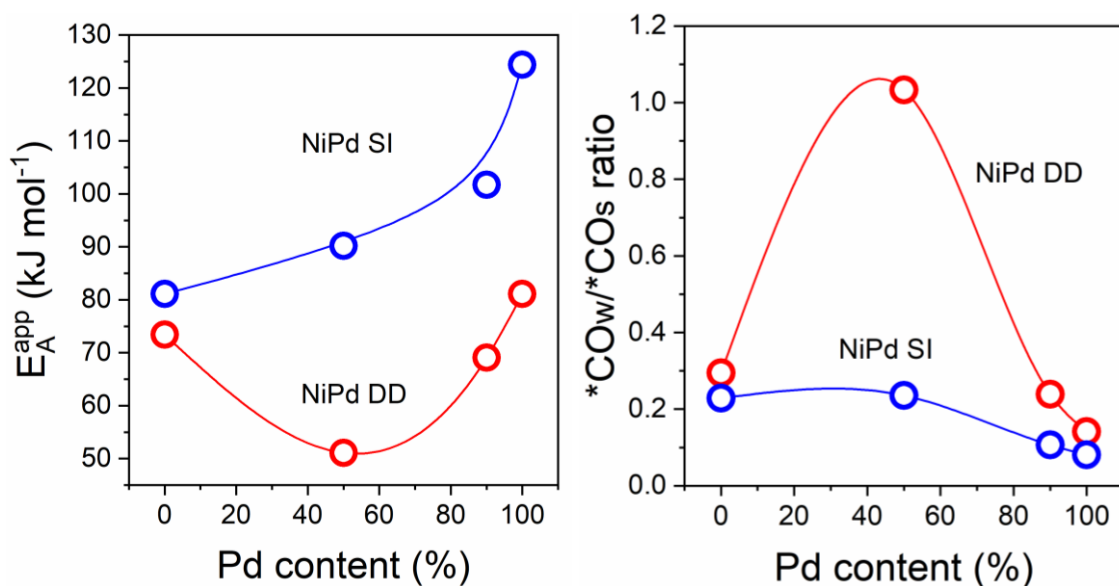 130
120
110
100
90
80
70
60
50
E_A^app (kJ mol⁻¹)
NiPd SI
NiPd DD
0 20 40 60 80 100
Pd content (%)
1.2
1.0
0.8
0.6
0.4
0.2
0.0
*COw/*COs ratio
NiPd DD
NiPd SI
0 20 40 60 80 100
Pd content (%)